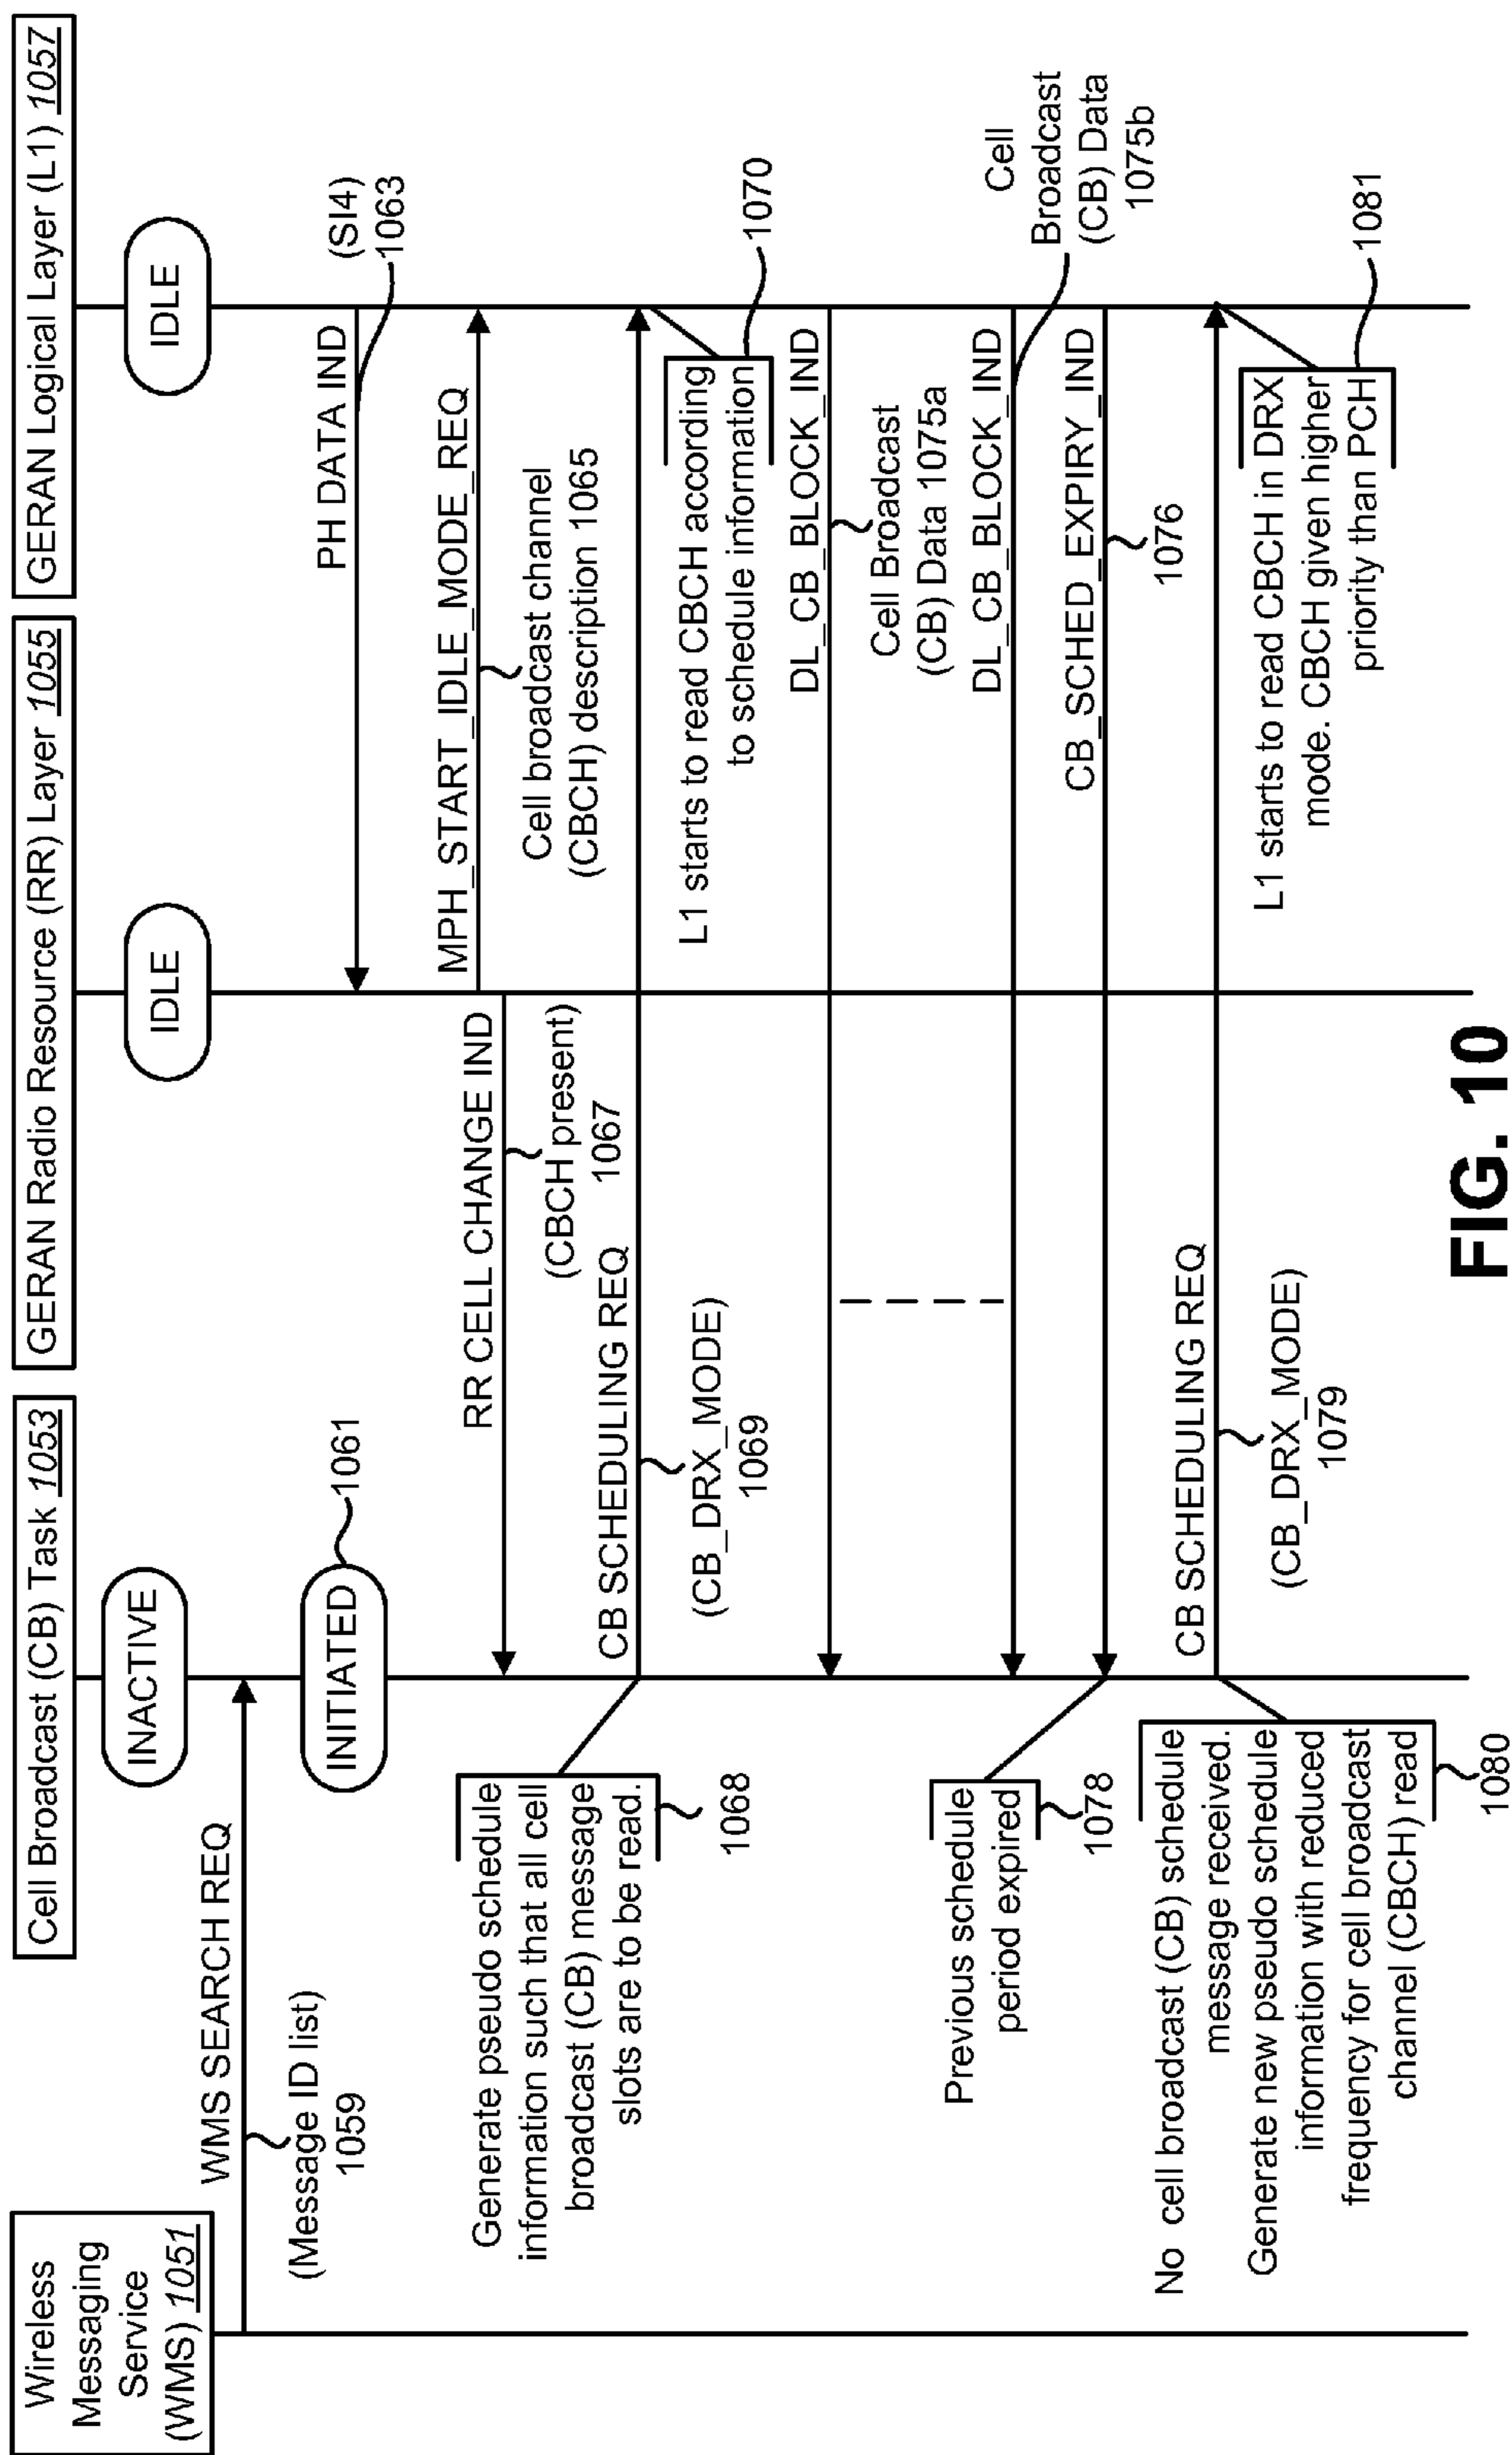 Wireless
Messaging
Service
(WMS) 1051
Cell Broadcast (CB) Task 1053
GERAN Radio Resource (RR) Layer 1055
GERAN Logical Layer (L1) 1057
INACTIVE
IDLE
IDLE
WMS SEARCH REQ
(Message ID list)
1059
INITIATED
1061
PH DATA IND
(SI4)
1063
MPH_START_IDLE_MODE_REQ
Cell broadcast channel
(CBCH) description 1065
RR CELL CHANGE IND
(CBCH present)
1067
Generate pseudo schedule
information such that all cell
broadcast (CB) message
slots are to be read.
1068
CB SCHEDULING REQ
(CB_DRX_MODE)
1069
L1 starts to read CBCH according
to schedule information
1070
DL_CB_BLOCK_IND
Cell Broadcast
(CB) Data 1075a
DL_CB_BLOCK_IND
Cell
Broadcast
(CB) Data
1075b
CB_SCHED_EXPIRY_IND
1076
Previous schedule
period expired
1078
CB SCHEDULING REQ
(CB_DRX_MODE)
1079
No cell broadcast (CB) schedule
message received.
Generate new pseudo schedule
information with reduced
frequency for cell broadcast
channel (CBCH) read
1080
L1 starts to read CBCH in DRX
mode. CBCH given higher
priority than PCH
1081
FIG. 10